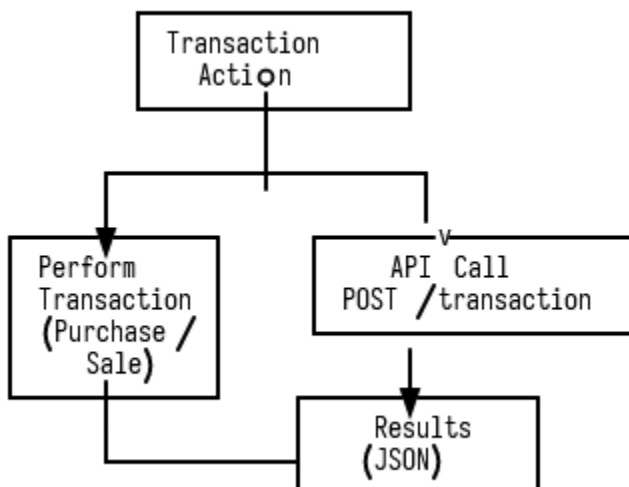 Transaction
Action
v
Perform
Transaction
(Purchase /
Sale)
API Call
POST /transaction
Results
(JSON)